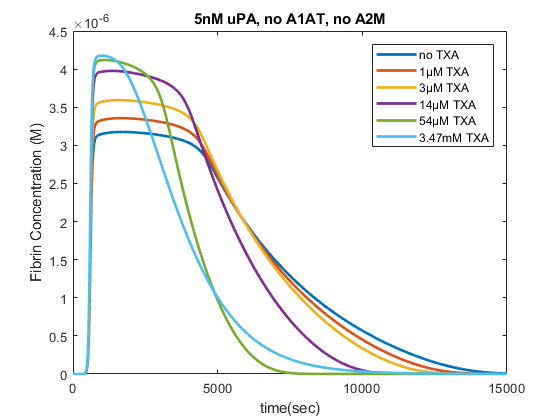 5nM uPA, no A1AT, no A2M
×10⁻⁶
4.5
4
3.5
3
2.5
2
1.5
1
0.5
0
Fibrin Concentration (M)
no TXA
1μM TXA
3μM TXA
14μM TXA
54μM TXA
3.47mM TXA
0 5000 10000 15000
time(sec)